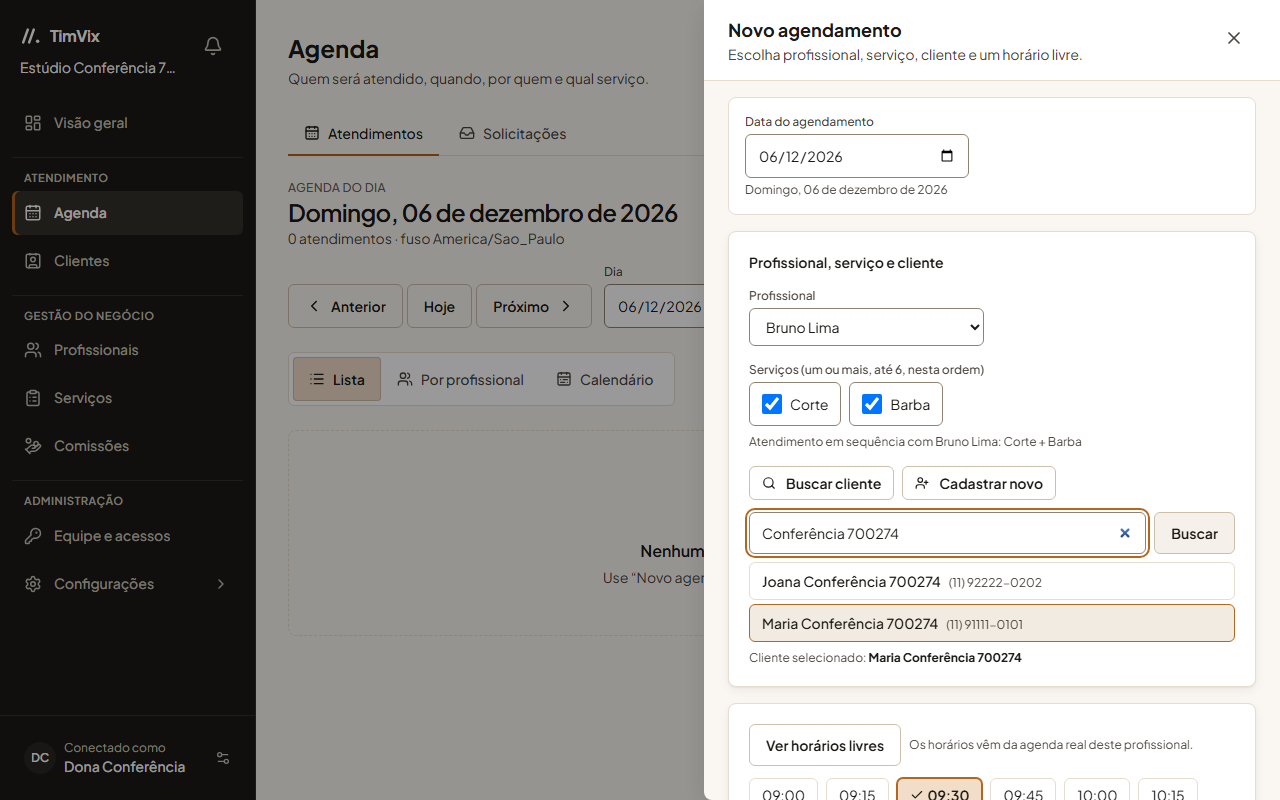 TimVix
Estúdio Conferência 7...
Visão geral
ATENDIMENTO
Agenda
Clientes
GESTÃO DO NEGÓCIO
Profissionais
Serviços
Comissões
ADMINISTRAÇÃO
Equipe e acessos
Configurações
DC
Conectado como
Dona Conferência
Agenda
Quem será atendido, quando, por quem e qual serviço.
Atendimentos
Solicitações
AGENDA DO DIA
Domingo, 06 de dezembro de 2026
0 atendimentos · fuso America/Sao_Paulo
Dia
Anterior
Hoje
Próximo
06/12/2026
Lista
Por profissional
Calendário
Nenhum
Use “Novo agen
Novo agendamento
Escolha profissional, serviço, cliente e um horário livre.
Data do agendamento
06/12/2026
Domingo, 06 de dezembro de 2026
Profissional, serviço e cliente
Profissional
Bruno Lima
Serviços (um ou mais, até 6, nesta ordem)
Corte
Barba
Atendimento em sequência com Bruno Lima: Corte + Barba
Buscar cliente
Cadastrar novo
Conferência 700274
Buscar
Joana Conferência 700274 (11) 92222-0202
Maria Conferência 700274 (11) 91111-0101
Cliente selecionado: Maria Conferência 700274
Ver horários livres
Os horários vêm da agenda real deste profissional.
09:00
09:15
09:30
09:45
10:00
10:15